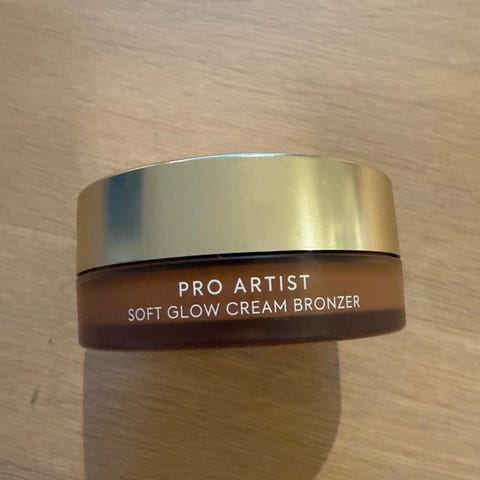 PRO ARTIST
SOFT GLOW CREAM BRONZER